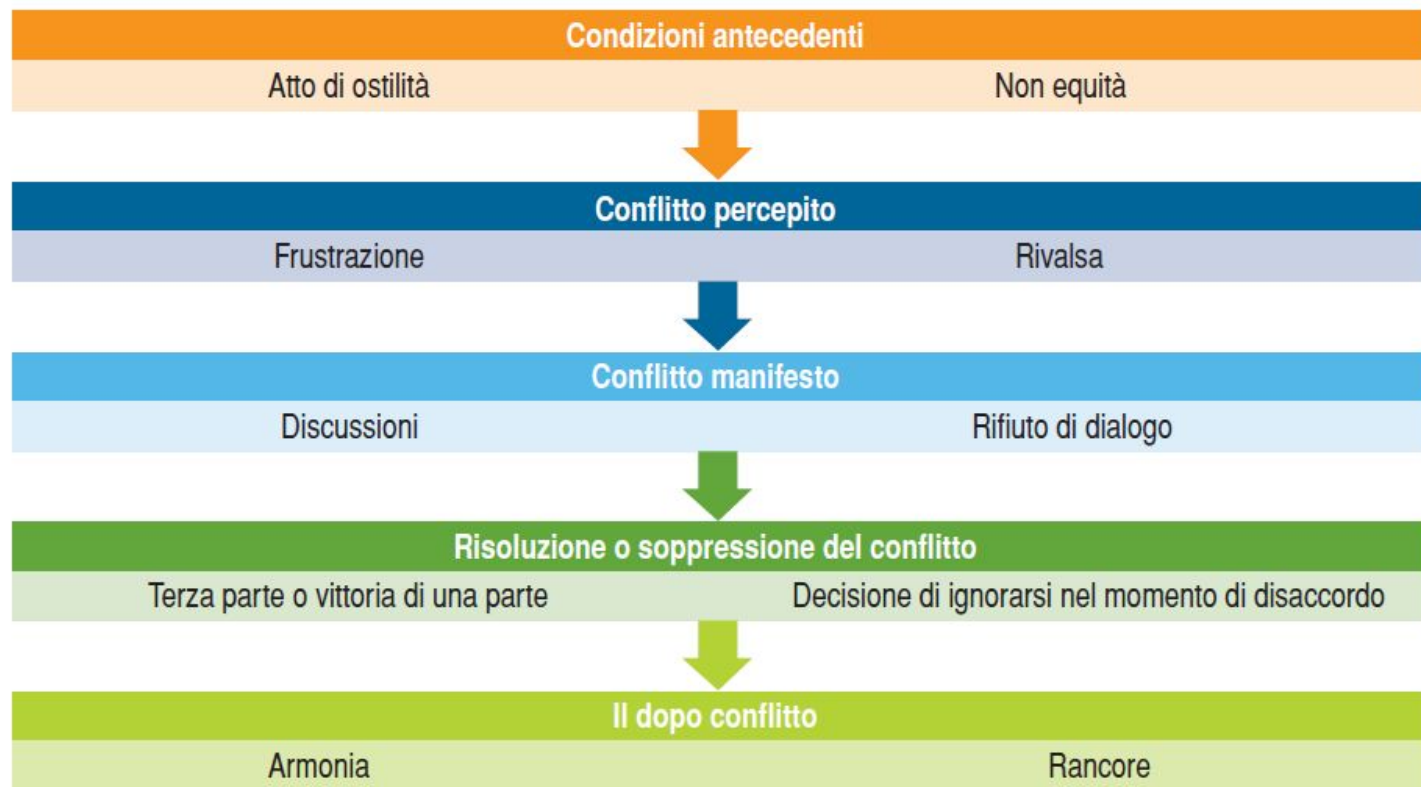 Condizioni antecedenti
Atto di ostilità Non equità
Conflitto percepito
Frustrazione Rivalsa
Conflitto manifesto
Discussioni Rifiuto di dialogo
Risoluzione o soppressione del conflitto
Terza parte o vittoria di una parte Decisione di ignorarsi nel momento di disaccordo
Il dopo conflitto
Armonia Rancore